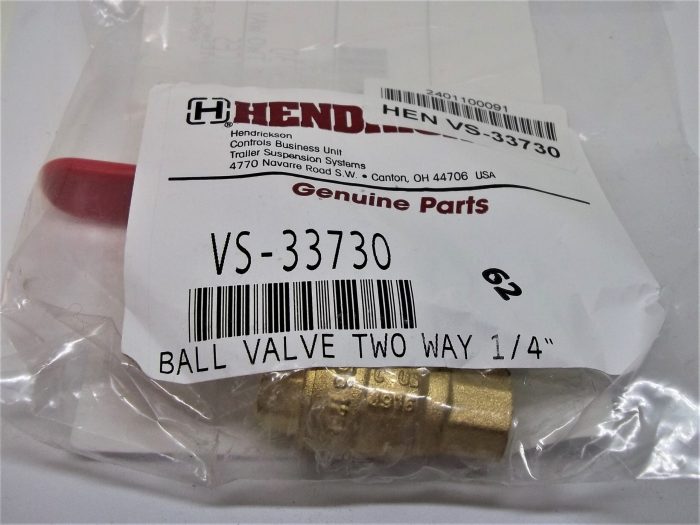 2401100091
HEN VS-33730
H HENDRICKSON
Hendrickson
Controls Business Unit
Trailer Suspension Systems
4770 Navarre Road S.W. • Canton, OH 44706 USA
Genuine Parts
VS-33730
62
BALL VALVE TWO WAY 1/4"